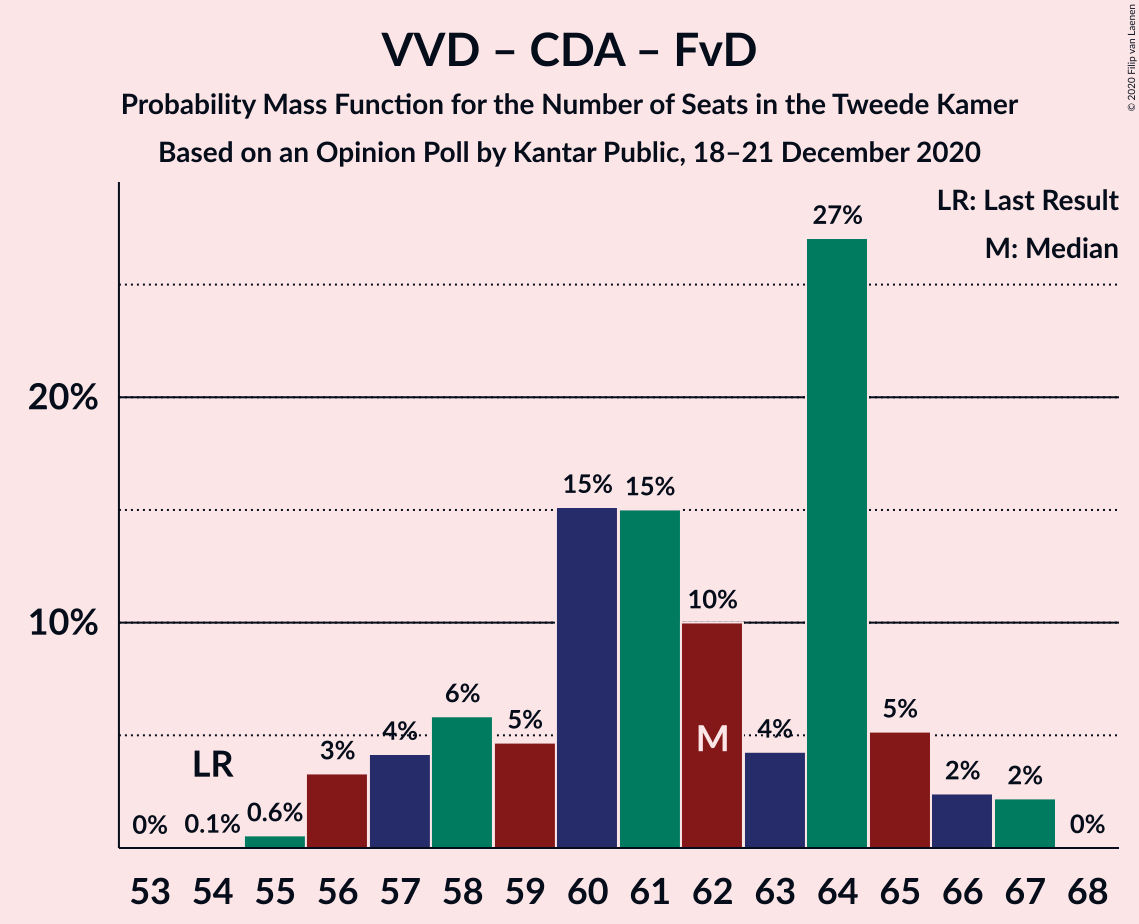 VVD – CDA – FvD
Probability Mass Function for the Number of Seats in the Tweede Kamer
Based on an Opinion Poll by Kantar Public, 18–21 December 2020
© 2020 Filip van Laenen
LR: Last Result
M: Median
20%
10%
0%
0.1%
0.6%
3%
4%
6%
5%
15%
15%
10%
4%
27%
5%
2%
2%
0%
LR
M
53 54 55 56 57 58 59 60 61 62 63 64 65 66 67 68